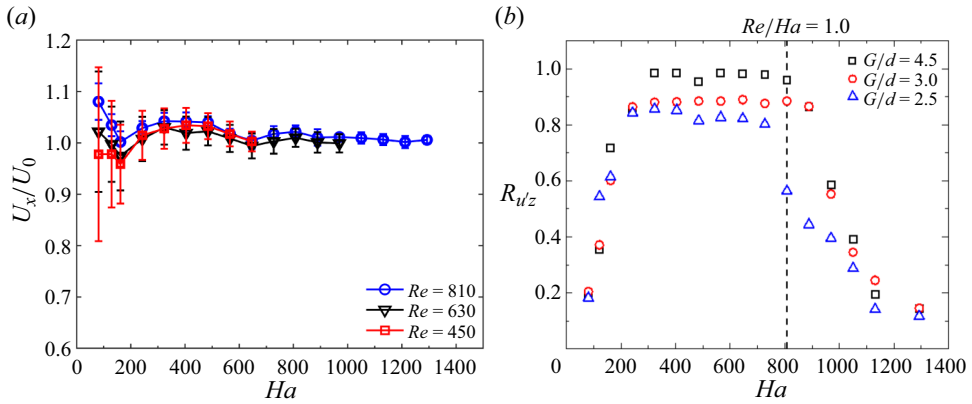 (a)
1.2
1.1
1.0
0.9
0.8
0.7
0.6
U_x/U_0
0 200 400 600 800 1000 1200 1400
Ha
Re = 810
Re = 630
Re = 450
(b)
Re/Ha = 1.0
1.0
0.8
0.6
0.4
0.2
R_{u'z}
0 200 400 600 800 1000 1200 1400
Ha
G/d = 4.5
G/d = 3.0
G/d = 2.5